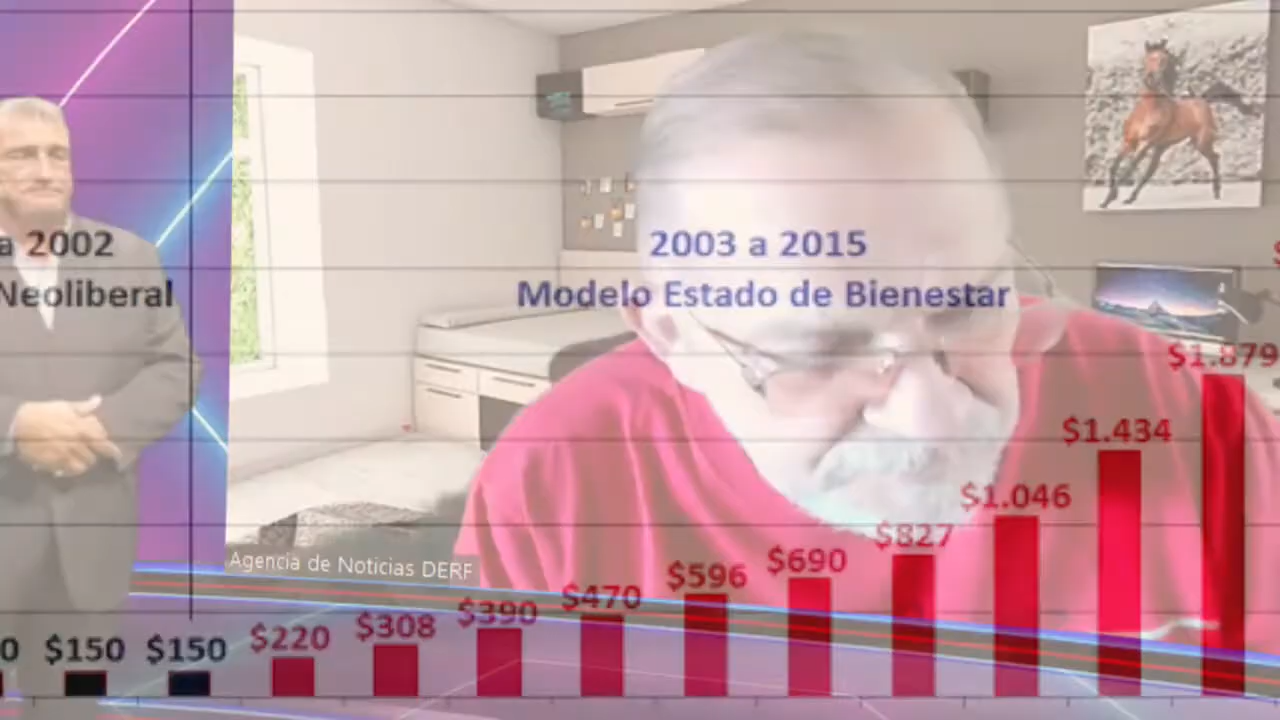 a 2002
Neoliberal
2003 a 2015
Modelo Estado de Bienestar
$1.879
$1.434
$1.046
$827
$690
$596
$470
$390
$308
$220
$150
$150
0
Agencia de Noticias DERF